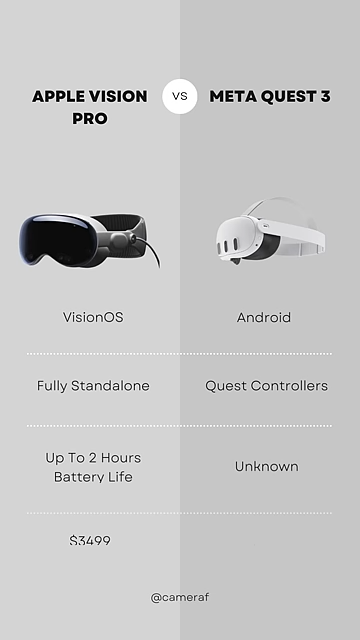 APPLE VISION
PRO
VS
META QUEST 3
VisionOS
Android
Fully Standalone
Quest Controllers
Up To 2 Hours
Battery Life
Unknown
$3499
@cameraf